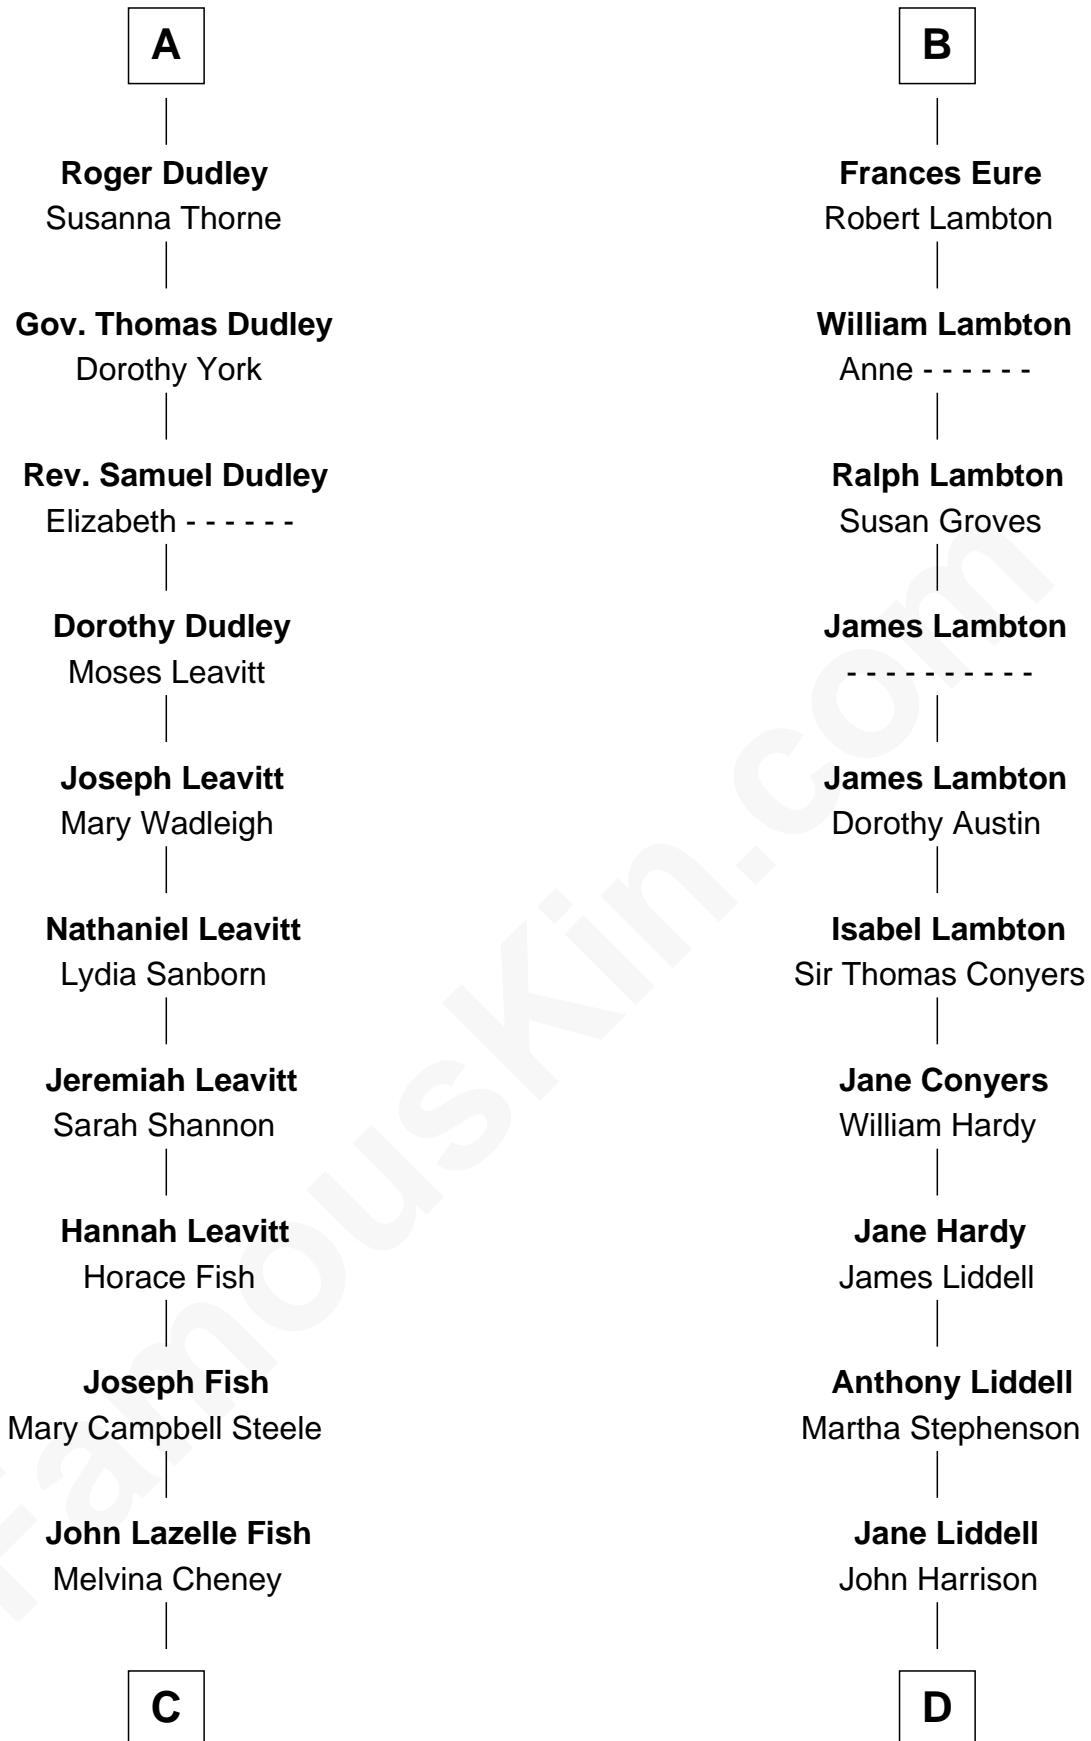 A
Roger Dudley
Susanna Thorne
Gov. Thomas Dudley
Dorothy York
Rev. Samuel Dudley
Elizabeth - - - - - -
Dorothy Dudley
Moses Leavitt
Joseph Leavitt
Mary Wadleigh
Nathaniel Leavitt
Lydia Sanborn
Jeremiah Leavitt
Sarah Shannon
Hannah Leavitt
Horace Fish
Joseph Fish
Mary Campbell Steele
John Lazelle Fish
Melvina Cheney
C
B
Frances Eure
Robert Lambton
William Lambton
Anne - - - - - -
Ralph Lambton
Susan Groves
James Lambton
- - - - - - - - - -
James Lambton
Dorothy Austin
Isabel Lambton
Sir Thomas Conyers
Jane Conyers
William Hardy
Jane Hardy
James Liddell
Anthony Liddell
Martha Stephenson
Jane Liddell
John Harrison
D
FamousKin.com